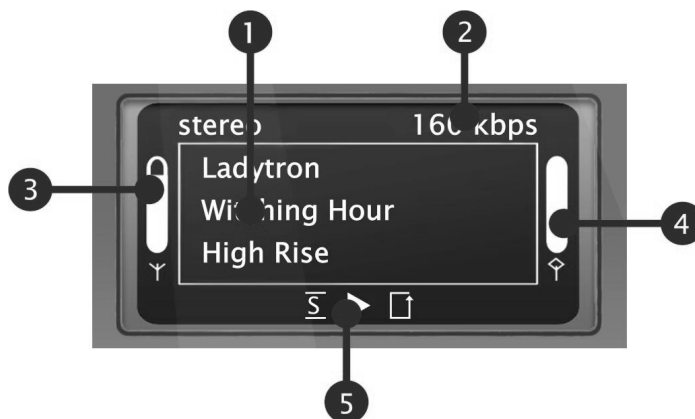 1
2
stereo
160 kbps
Ladytron
3
Witching Hour
4
High Rise
S
5